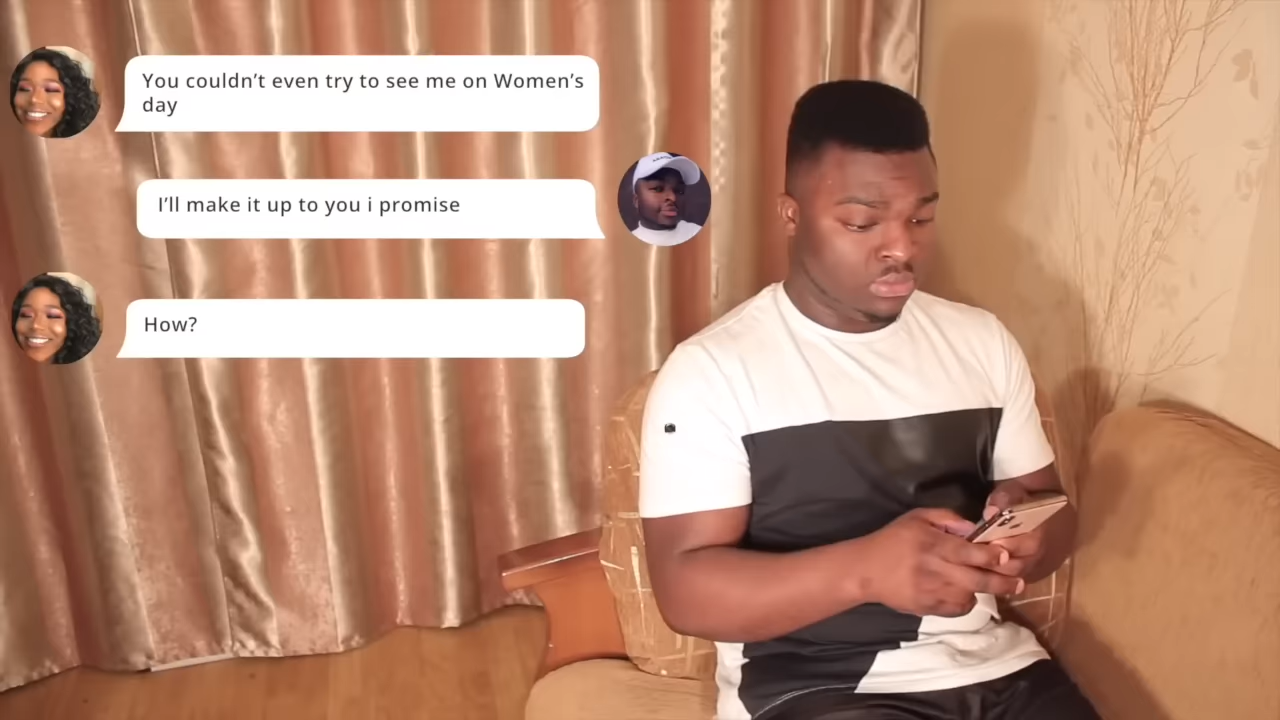 You couldn’t even try to see me on Women’s
day
I’ll make it up to you i promise
How?